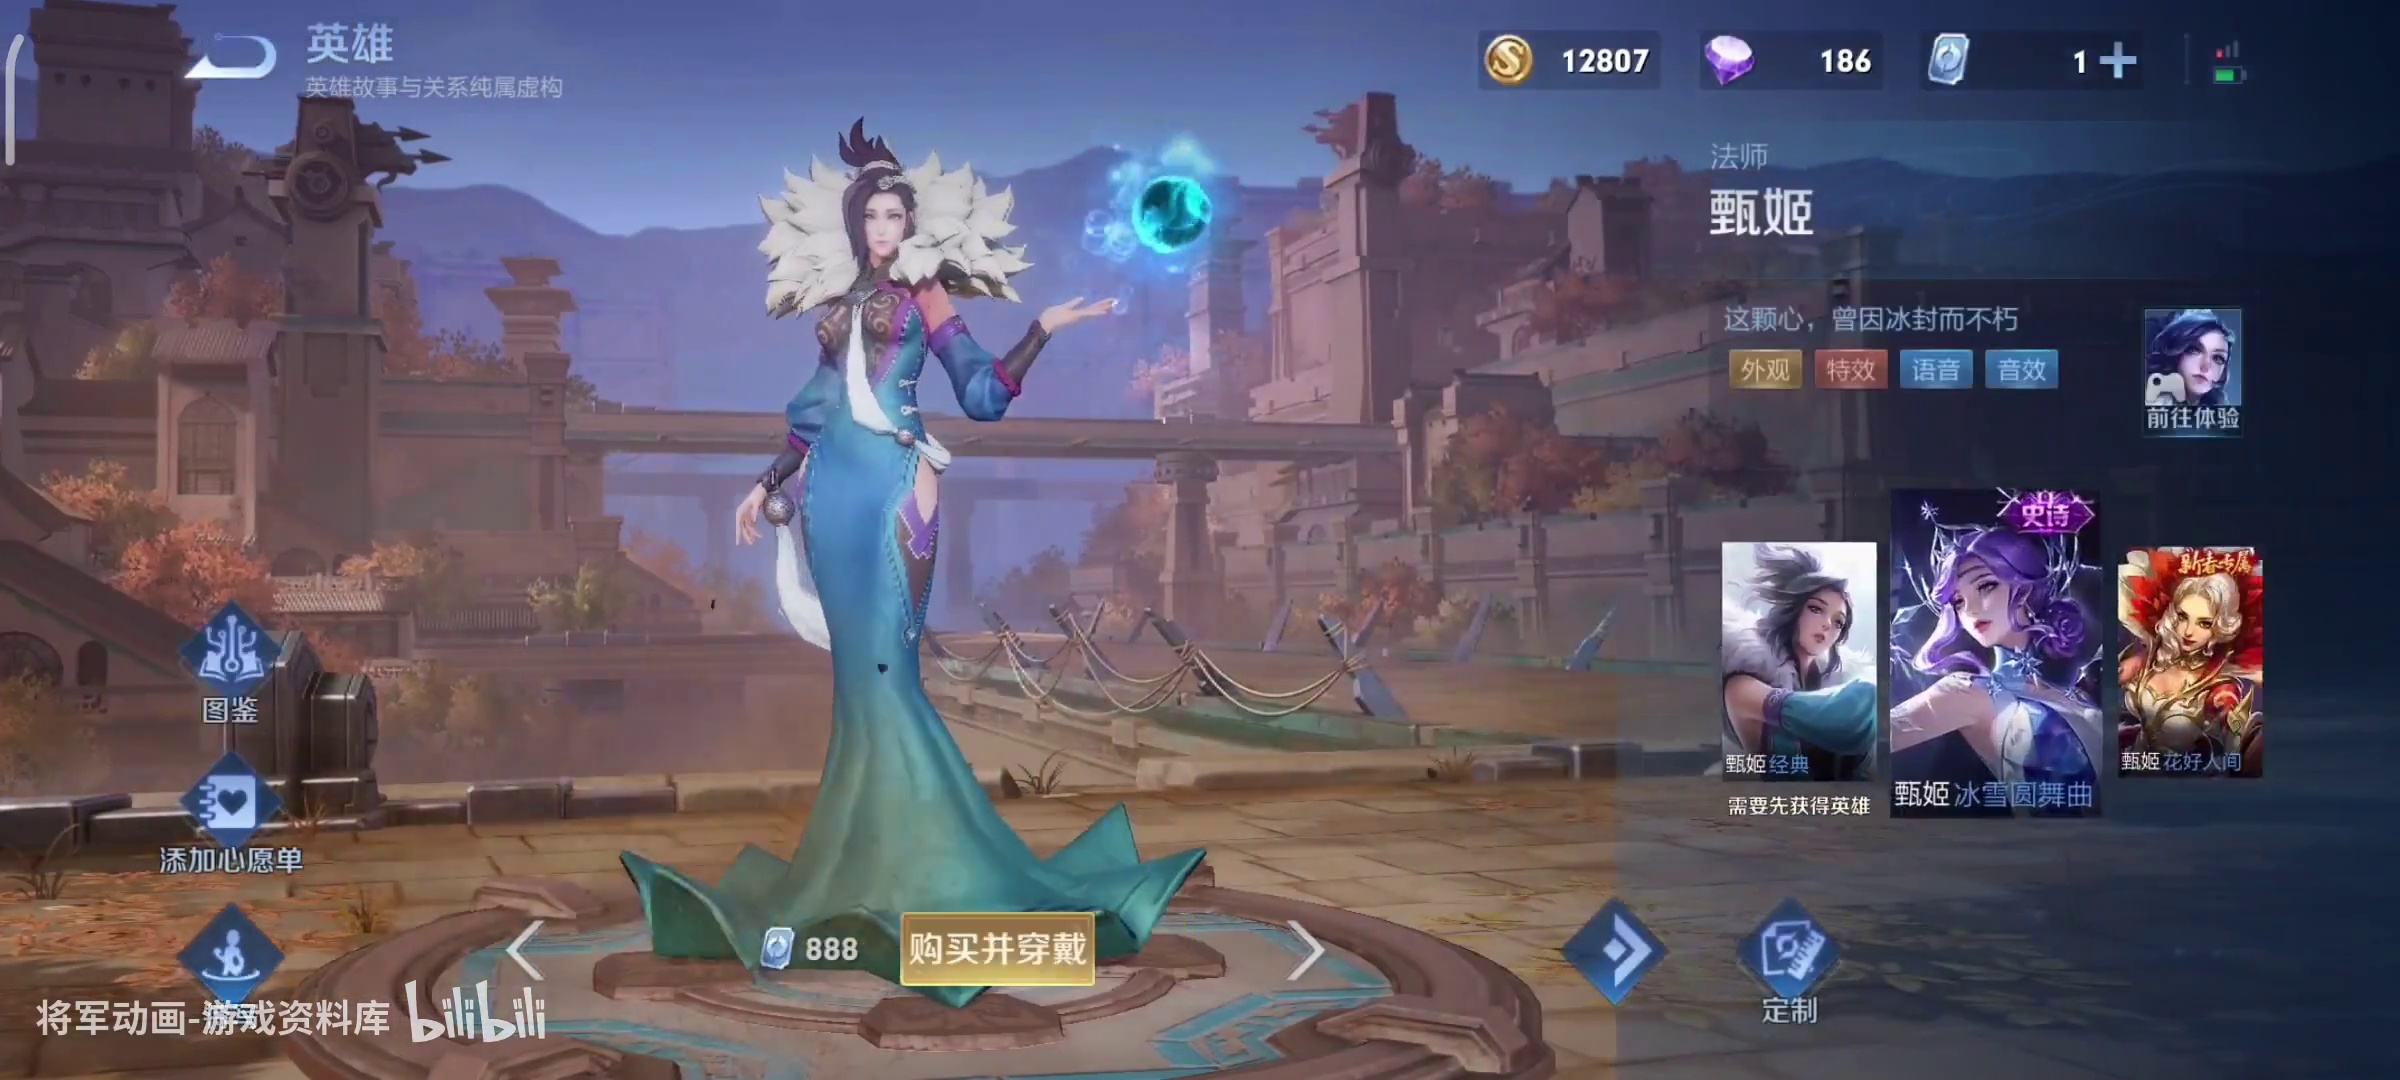 英雄
英雄故事与关系纯属虚构
12807
186
1
法师
甄姬
这颗心，曾因冰封而不朽
外观
特效
语音
音效
前往体验
史诗
新春专属
甄姬经典
甄姬冰雪圆舞曲
甄姬花好人间
需要先获得英雄
图鉴
添加心愿单
888
购买并穿戴
定制
将军动画-游戏资料库
bilibili